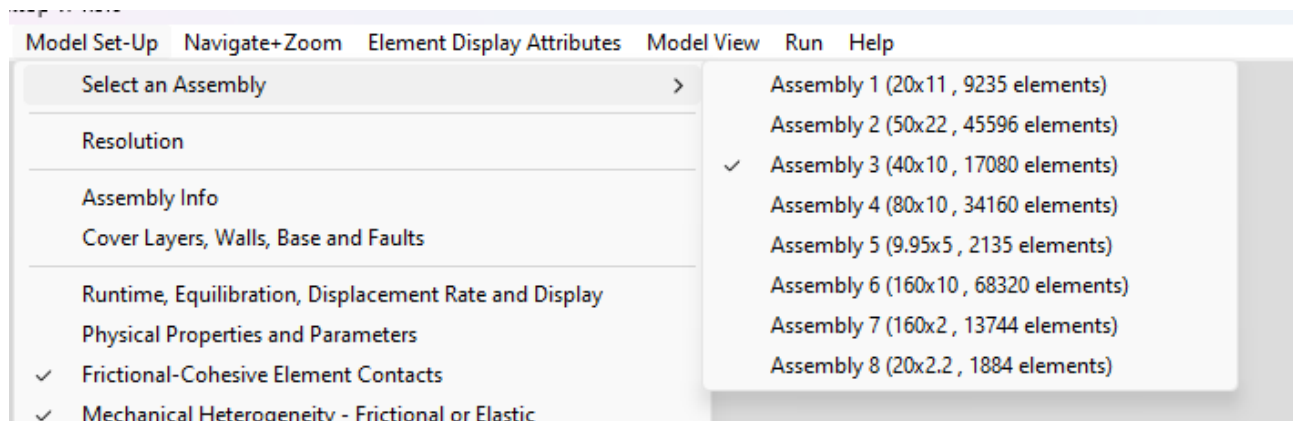 Model Set-Up Navigate+Zoom Element Display Attributes Model View Run Help
Select an Assembly >
Resolution
Assembly Info
Cover Layers, Walls, Base and Faults
Runtime, Equilibration, Displacement Rate and Display
Physical Properties and Parameters
Frictional-Cohesive Element Contacts
Mechanical Heterogeneity - Frictional or Elastic
Assembly 1 (20x11 , 9235 elements)
Assembly 2 (50x22 , 45596 elements)
Assembly 3 (40x10 , 17080 elements)
Assembly 4 (80x10 , 34160 elements)
Assembly 5 (9.95x5 , 2135 elements)
Assembly 6 (160x10 , 68320 elements)
Assembly 7 (160x2 , 13744 elements)
Assembly 8 (20x2.2 , 1884 elements)